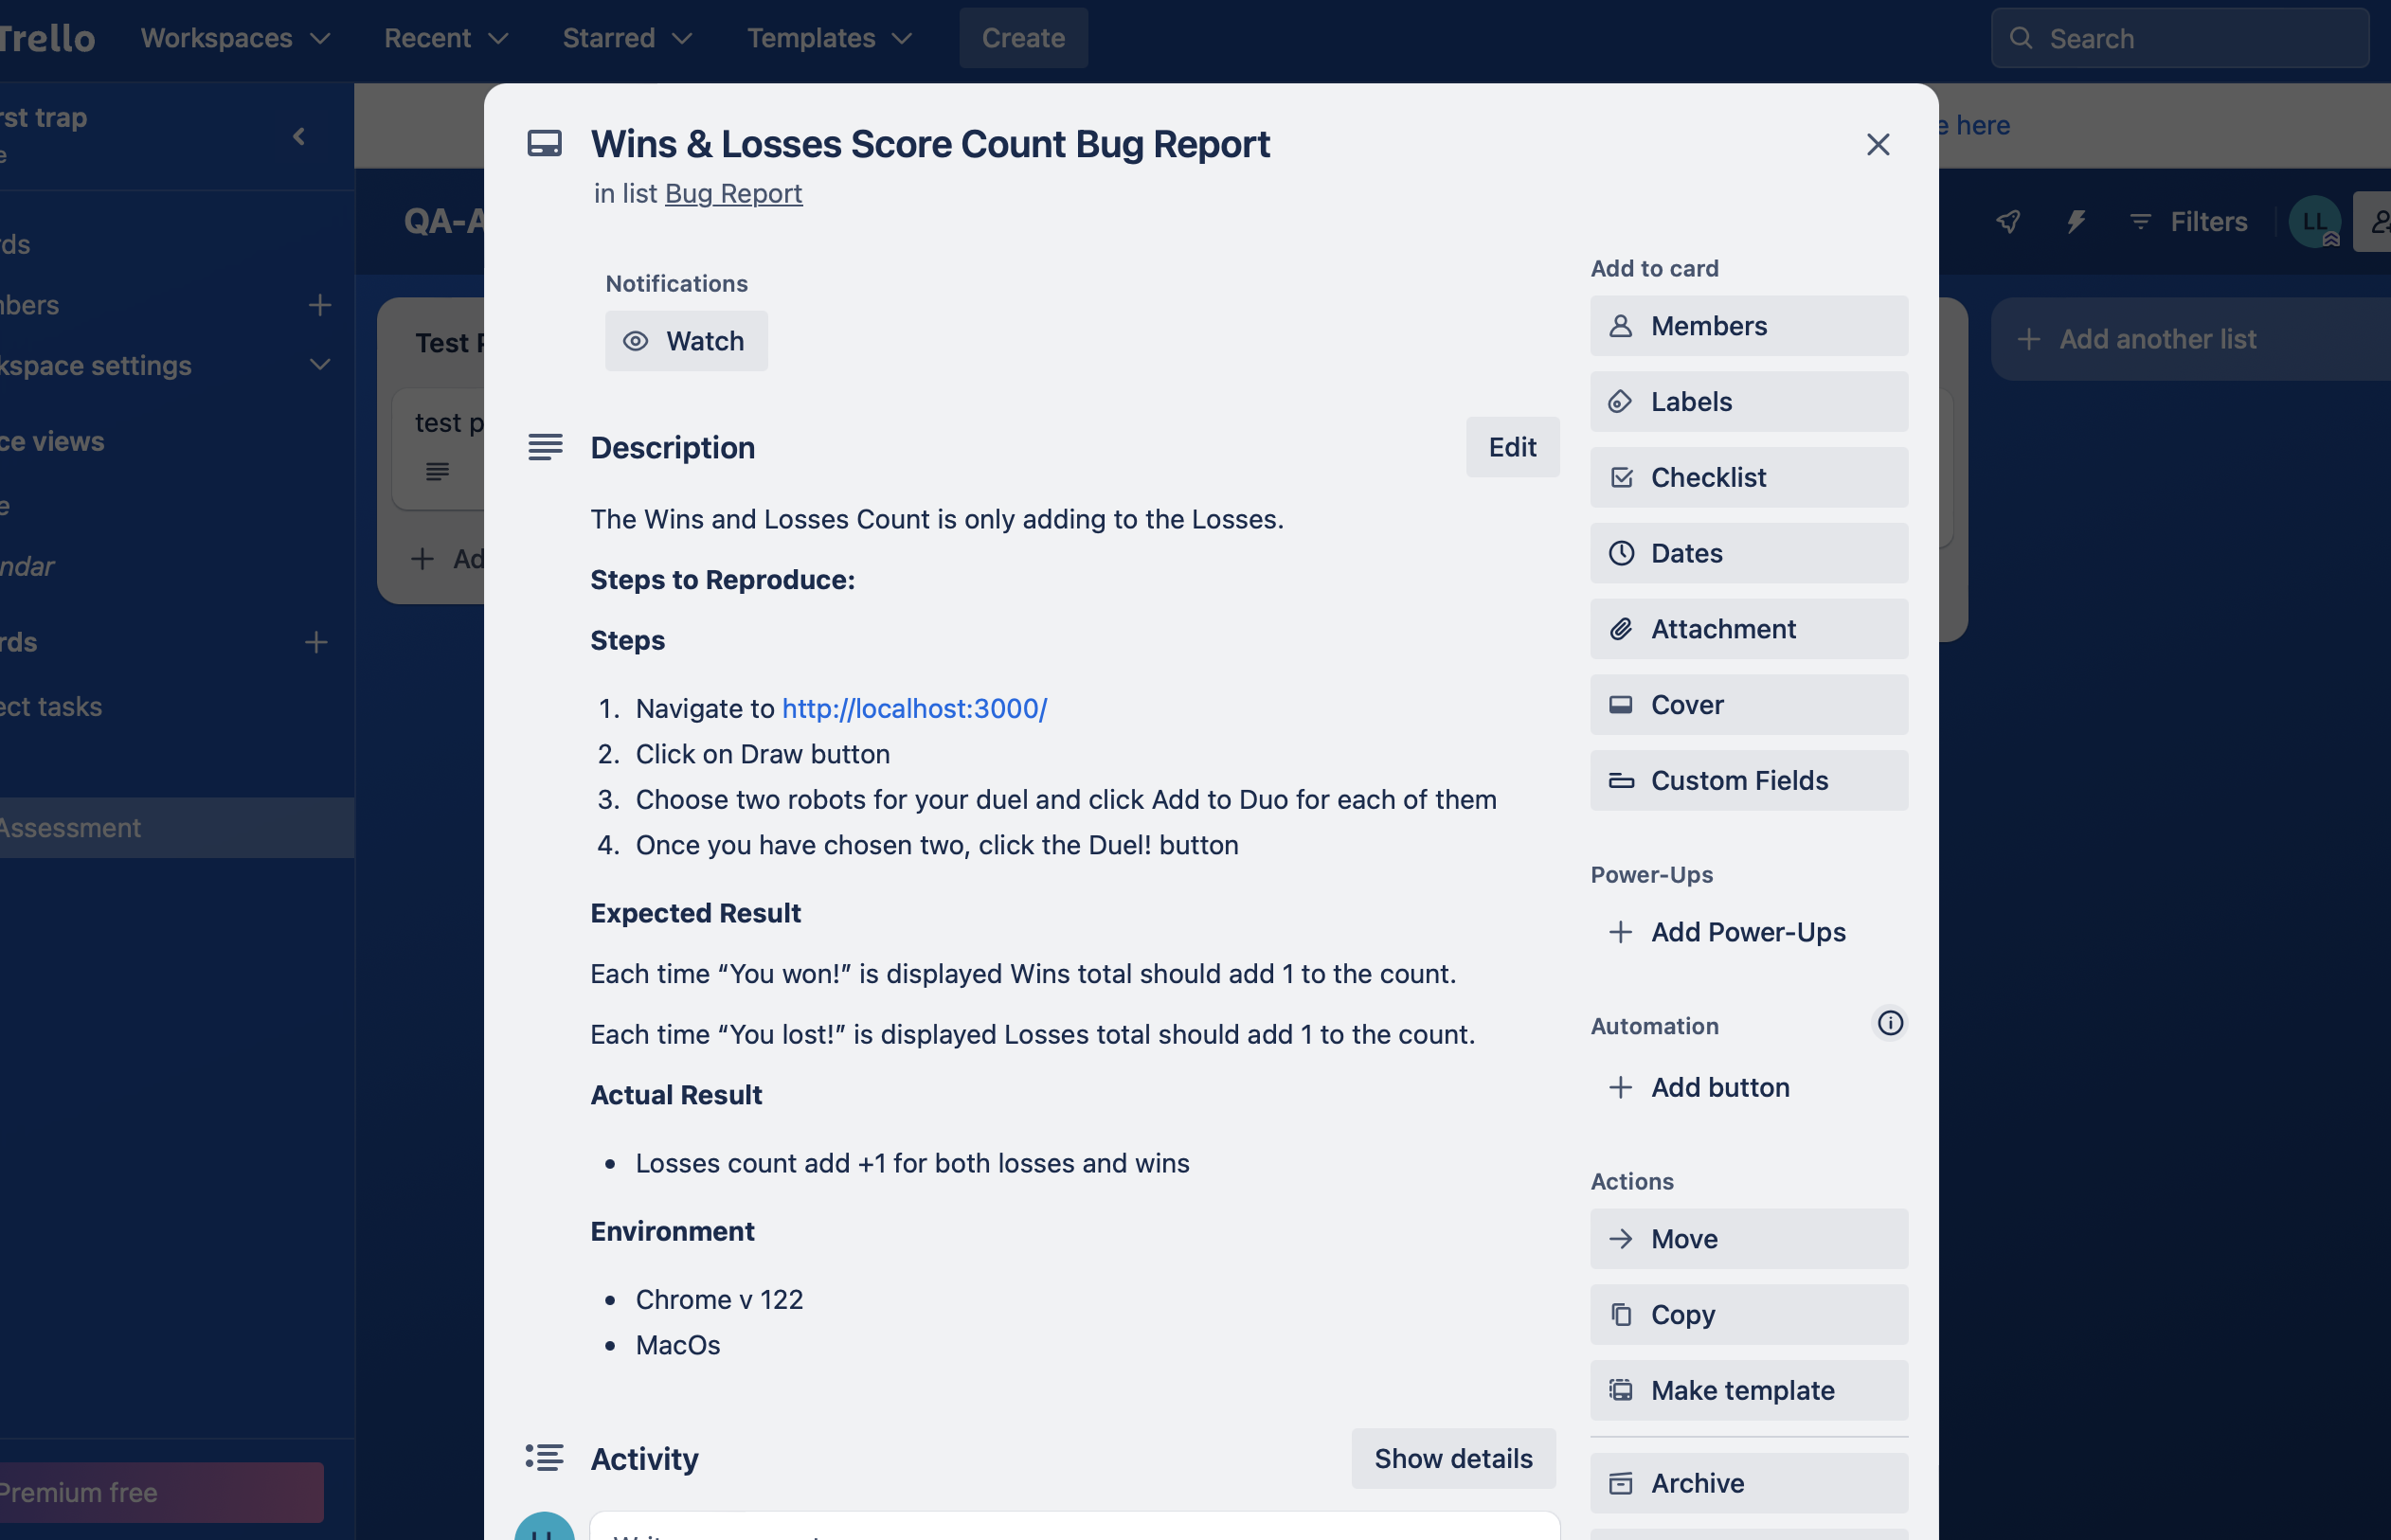 Trello Workspaces Recent Starred Templates Create Search
rst trap
e
e here
QA-A Filters LL
rds
mbers
kspace settings
ce views
e
ndar
rds
ect tasks
Assessment
Premium free
Test P
test p
Ad
Add another list
Wins & Losses Score Count Bug Report
in list Bug Report
Notifications
Watch
Description Edit
The Wins and Losses Count is only adding to the Losses.
Steps to Reproduce:
Steps
1. Navigate to http://localhost:3000/
2. Click on Draw button
3. Choose two robots for your duel and click Add to Duo for each of them
4. Once you have chosen two, click the Duel! button
Expected Result
Each time “You won!” is displayed Wins total should add 1 to the count.
Each time “You lost!” is displayed Losses total should add 1 to the count.
Actual Result
• Losses count add +1 for both losses and wins
Environment
• Chrome v 122
• MacOs
Activity Show details
Add to card
Members
Labels
Checklist
Dates
Attachment
Cover
Custom Fields
Power-Ups
Add Power-Ups
Automation
Add button
Actions
Move
Copy
Make template
Archive